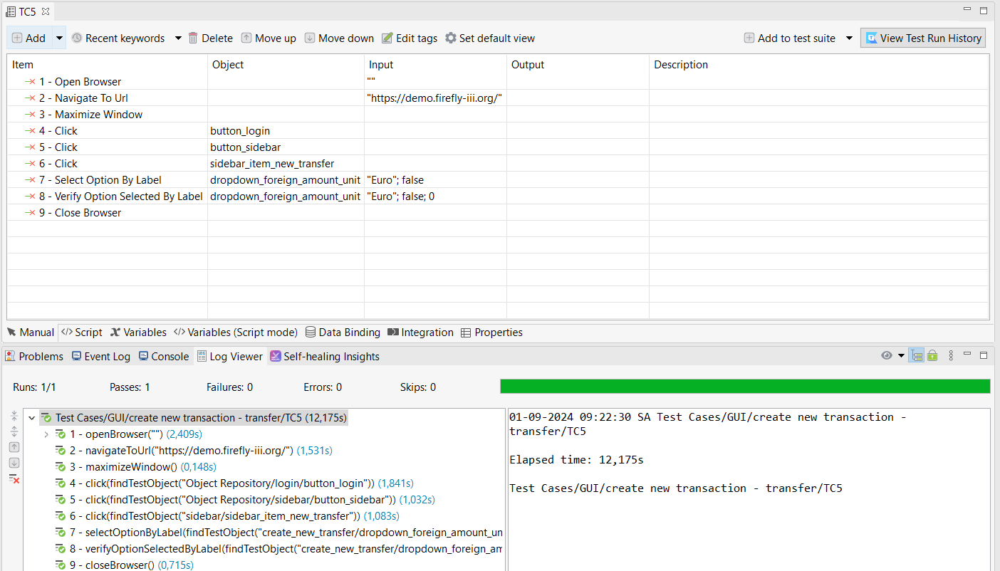 TC5
Add Recent keywords Delete Move up Move down Edit tags Set default view Add to test suite View Test Run History
Item Object Input Output Description
1 - Open Browser ""
2 - Navigate To Url "https://demo.firefly-iii.org/"
3 - Maximize Window
4 - Click button_login
5 - Click button_sidebar
6 - Click sidebar_item_new_transfer
7 - Select Option By Label dropdown_foreign_amount_unit "Euro"; false
8 - Verify Option Selected By Label dropdown_foreign_amount_unit "Euro"; false; 0
9 - Close Browser
Manual </> Script Variables </> Variables (Script mode) Data Binding Integration Properties
Problems Event Log Console Log Viewer Self-healing Insights
Runs: 1/1 Passes: 1 Failures: 0 Errors: 0 Skips: 0
Test Cases/GUI/create new transaction - transfer/TC5 (12,175s)
1 - openBrowser("") (2,409s)
2 - navigateToUrl("https://demo.firefly-iii.org/") (1,531s)
3 - maximizeWindow() (0,148s)
4 - click(findTestObject("Object Repository/login/button_login")) (1,841s)
5 - click(findTestObject("Object Repository/sidebar/button_sidebar")) (1,032s)
6 - click(findTestObject("sidebar/sidebar_item_new_transfer")) (1,083s)
7 - selectOptionByLabel(findTestObject("create_new_transfer/dropdown_foreign_amount_un
8 - verifyOptionSelectedByLabel(findTestObject("create_new_transfer/dropdown_foreign_am
9 - closeBrowser() (0,715s)
01-09-2024 09:22:30 SA Test Cases/GUI/create new transaction -
transfer/TC5
Elapsed time: 12,175s
Test Cases/GUI/create new transaction - transfer/TC5